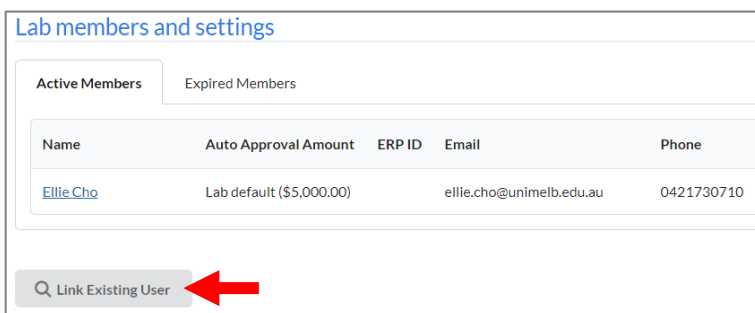 Lab members and settings
Active Members Expired Members
Name Auto Approval Amount ERP ID Email Phone
Ellie Cho Lab default ($5,000.00) ellie.cho@unimelb.edu.au 0421730710
Link Existing User